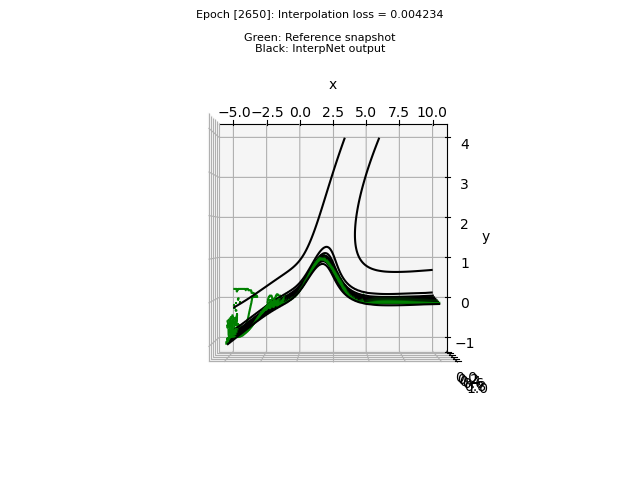 Epoch [2650]: Interpolation loss = 0.004234
Green: Reference snapshot
Black: InterpNet output
x
−5.0 −2.5 0.0 2.5 5.0 7.5 10.0
4
3
2
y
1
0
−1